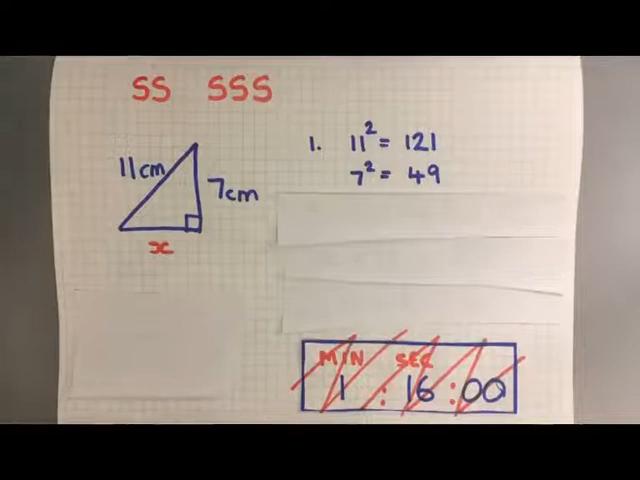 SS SSS
11cm
7cm
x
1. 11² = 121
7² = 49
MIN SEC
1 : 16 : 00